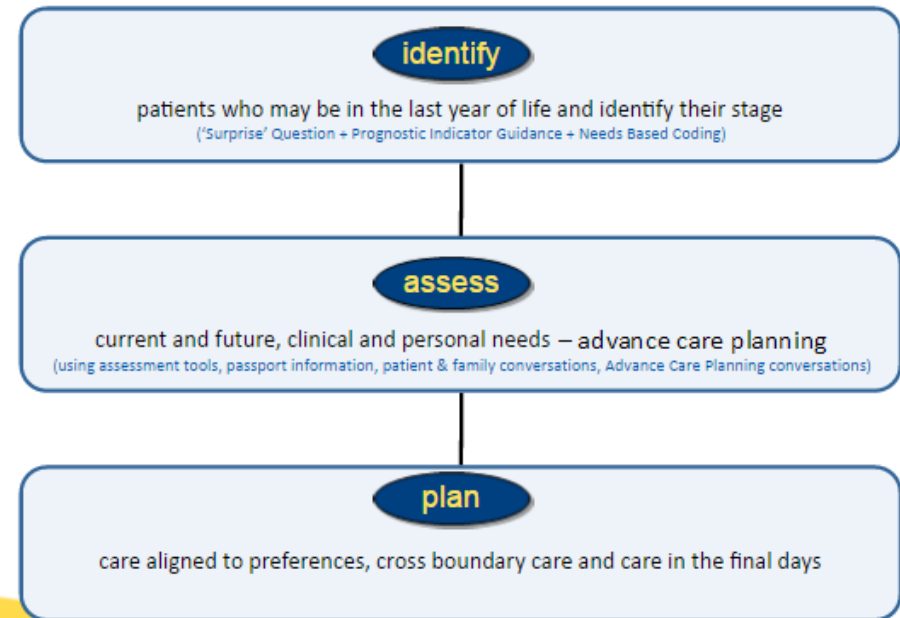 identify
patients who may be in the last year of life and identify their stage
(‘Surprise’ Question + Prognostic Indicator Guidance + Needs Based Coding)
assess
current and future, clinical and personal needs – advance care planning
(using assessment tools, passport information, patient & family conversations, Advance Care Planning conversations)
plan
care aligned to preferences, cross boundary care and care in the final days